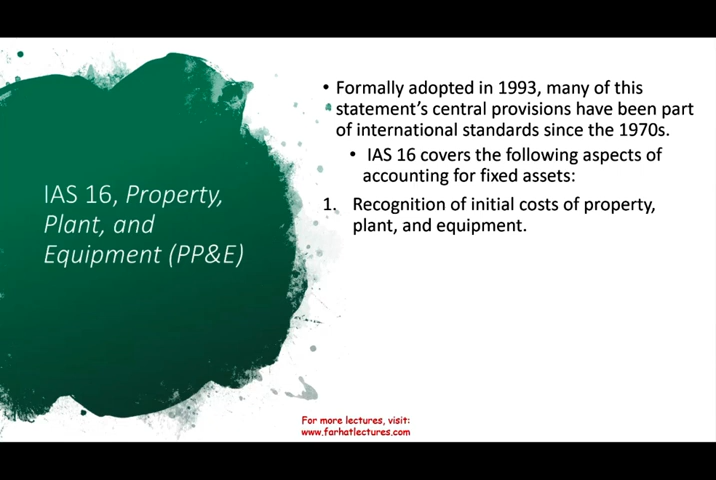 IAS 16, Property,
Plant, and
Equipment (PP&E)
• Formally adopted in 1993, many of this
statement's central provisions have been part
of international standards since the 1970s.
• IAS 16 covers the following aspects of
accounting for fixed assets:
1. Recognition of initial costs of property,
plant, and equipment.
For more lectures, visit:
www.farhatlectures.com